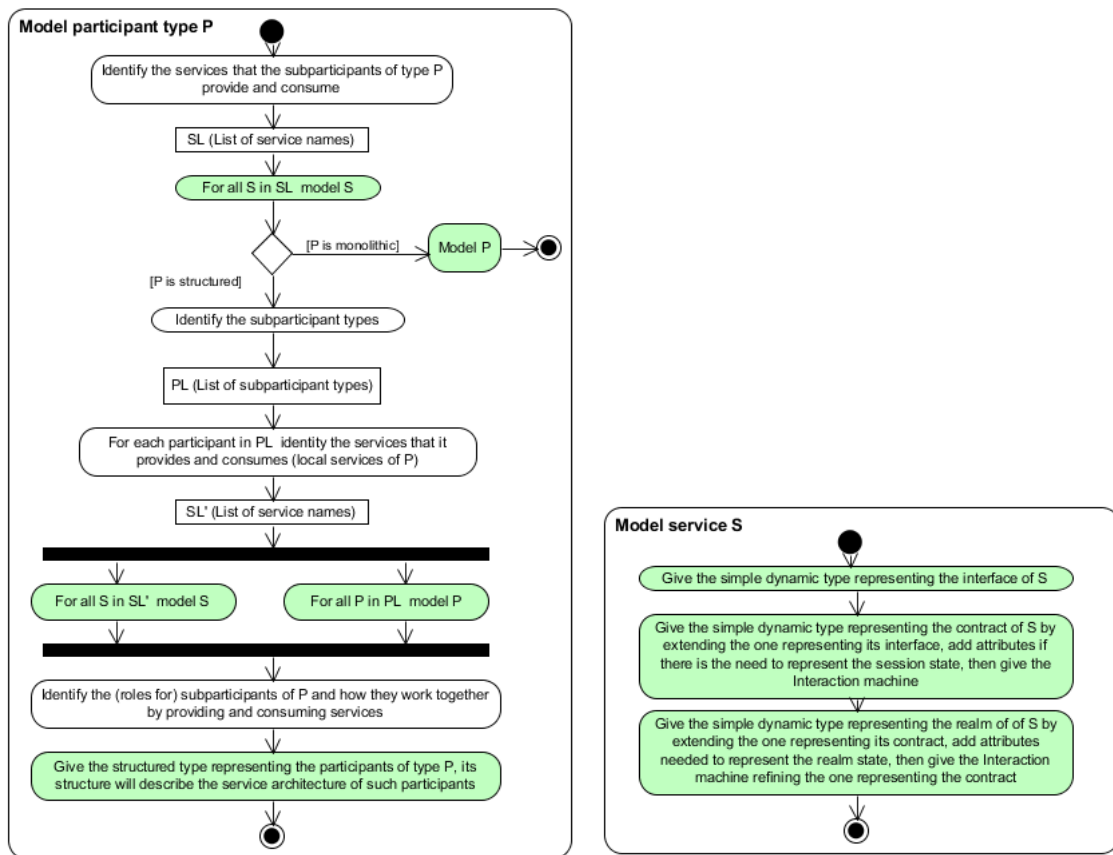 Model participant type P
Identify the services that the subparticipants of type P
provide and consume
SL (List of service names)
For all S in SL model S
[P is monolithic]
Model P
[P is structured]
Identify the subparticipant types
PL (List of subparticipant types)
For each participant in PL identity the services that it
provides and consumes (local services of P)
SL' (List of service names)
For all S in SL' model S
For all P in PL model P
Identify the (roles for) subparticipants of P and how they work together
by providing and consuming services
Give the structured type representing the participants of type P, its
structure will describe the service architecture of such participants
Model service S
Give the simple dynamic type representing the interface of S
Give the simple dynamic type representing the contract of S by
extending the one representing its interface, add attributes if
there is the need to represent the session state, then give the
Interaction machine
Give the simple dynamic type representing the realm of of S by
extending the one representing its contract, add attributes
needed to represent the realm state, then give the Interaction
machine refining the one representing the contract